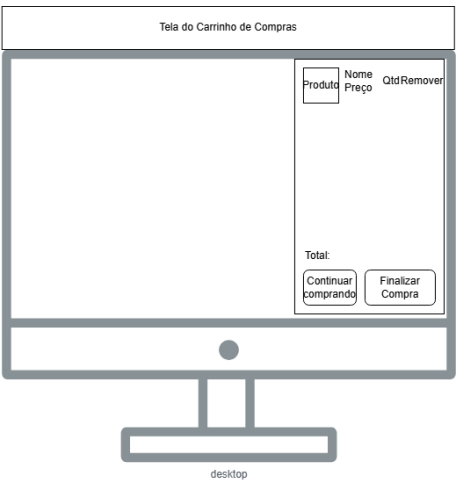 Tela do Carrinho de Compras
Produto
Nome
Preço
Qtd Remover
Total:
Continuar
comprando
Finalizar
Compra
desktop